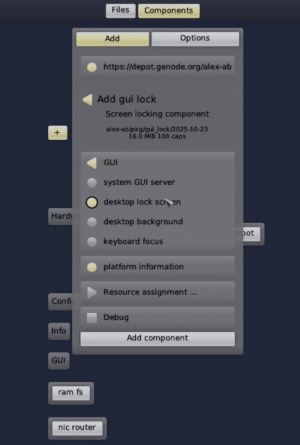 Files Components
Add Options
https://depot.genode.org/alex-ab
Add gui lock
Screen locking component
alex-ab/pkg/gui_lock/2025-10-23
16.0 MiB 100 caps
+
GUI
system GUI server
desktop lock screen
Hard
desktop background
keyboard focus
platform information
Resource assignment ...
Confi
Debug
Info
Add component
GUI
ram fs
nic router